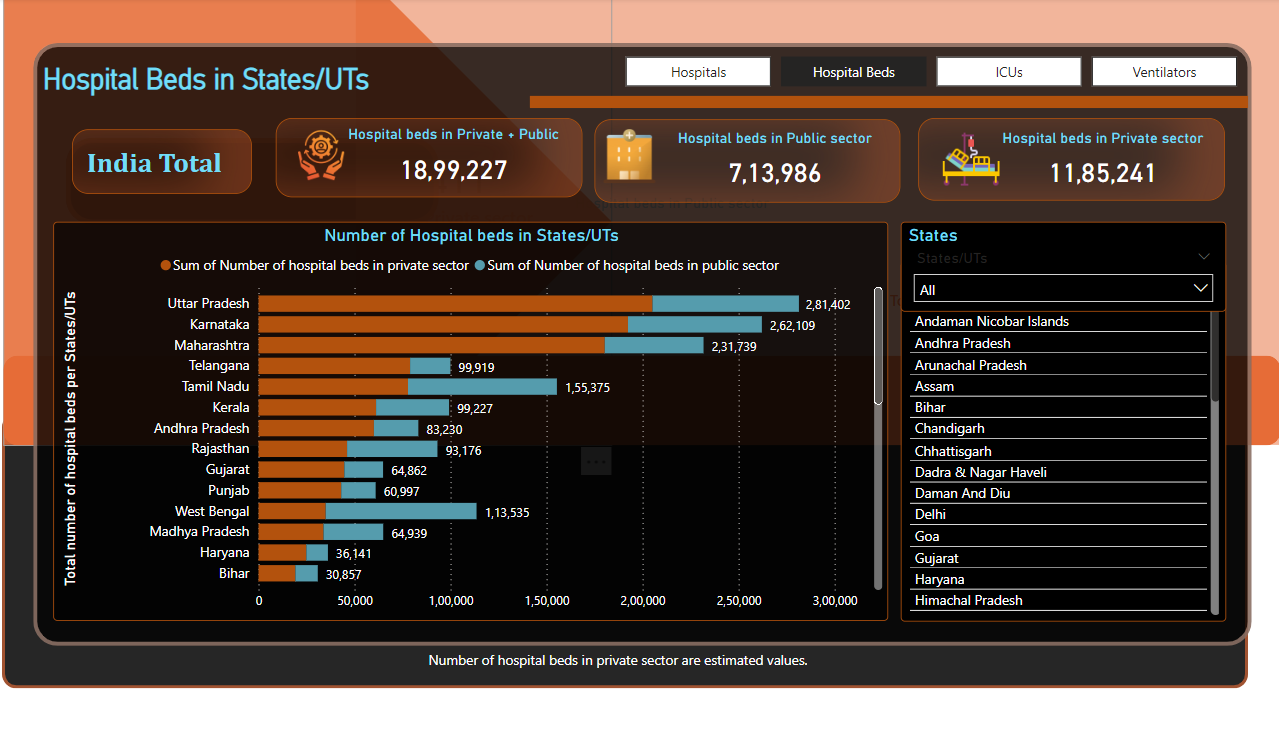 Hospital Beds in States/UTs
Hospitals
Hospital Beds
ICUs
Ventilators
India Total
Hospital beds in Private + Public
18,99,227
Hospital beds in Public sector
7,13,986
Hospital beds in Private sector
11,85,241
Number of Hospital beds in States/UTs
Sum of Number of hospital beds in private sector
Sum of Number of hospital beds in public sector
Total number of hospital beds per States/UTs
Uttar Pradesh 2,81,402
Karnataka 2,62,109
Maharashtra 2,31,739
Telangana 99,919
Tamil Nadu 1,55,375
Kerala 99,227
Andhra Pradesh 83,230
Rajasthan 93,176
Gujarat 64,862
Punjab 60,997
West Bengal 1,13,535
Madhya Pradesh 64,939
Haryana 36,141
Bihar 30,857
0 50,000 1,00,000 1,50,000 2,00,000 2,50,000 3,00,000
States
States/UTs
All
Andaman Nicobar Islands
Andhra Pradesh
Arunachal Pradesh
Assam
Bihar
Chandigarh
Chhattisgarh
Dadra & Nagar Haveli
Daman And Diu
Delhi
Goa
Gujarat
Haryana
Himachal Pradesh
Number of hospital beds in private sector are estimated values.